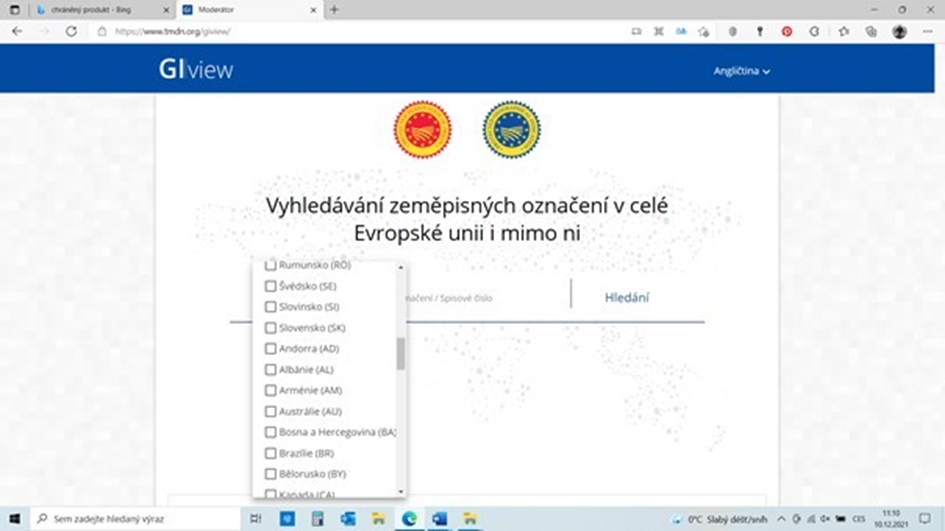 chráněný produkt - Bing
Moderátor
https://www.tmdn.org/giview/
GIview
Angličtina
Vyhledávání zeměpisných označení v celé
Evropské unii i mimo ni
Rumunsko (RO)
Švédsko (SE)
načení / Spisové číslo
Hledání
Slovinsko (SI)
Slovensko (SK)
Andorra (AD)
Albánie (AL)
Arménie (AM)
Austrálie (AU)
Bosna a Hercegovina (BA)
Brazílie (BR)
Bělorusko (BY)
Kanada (CA)
Sem zadejte hledaný výraz
0°C Slabý déšť/sníh
CES
11:10
10.12.2021